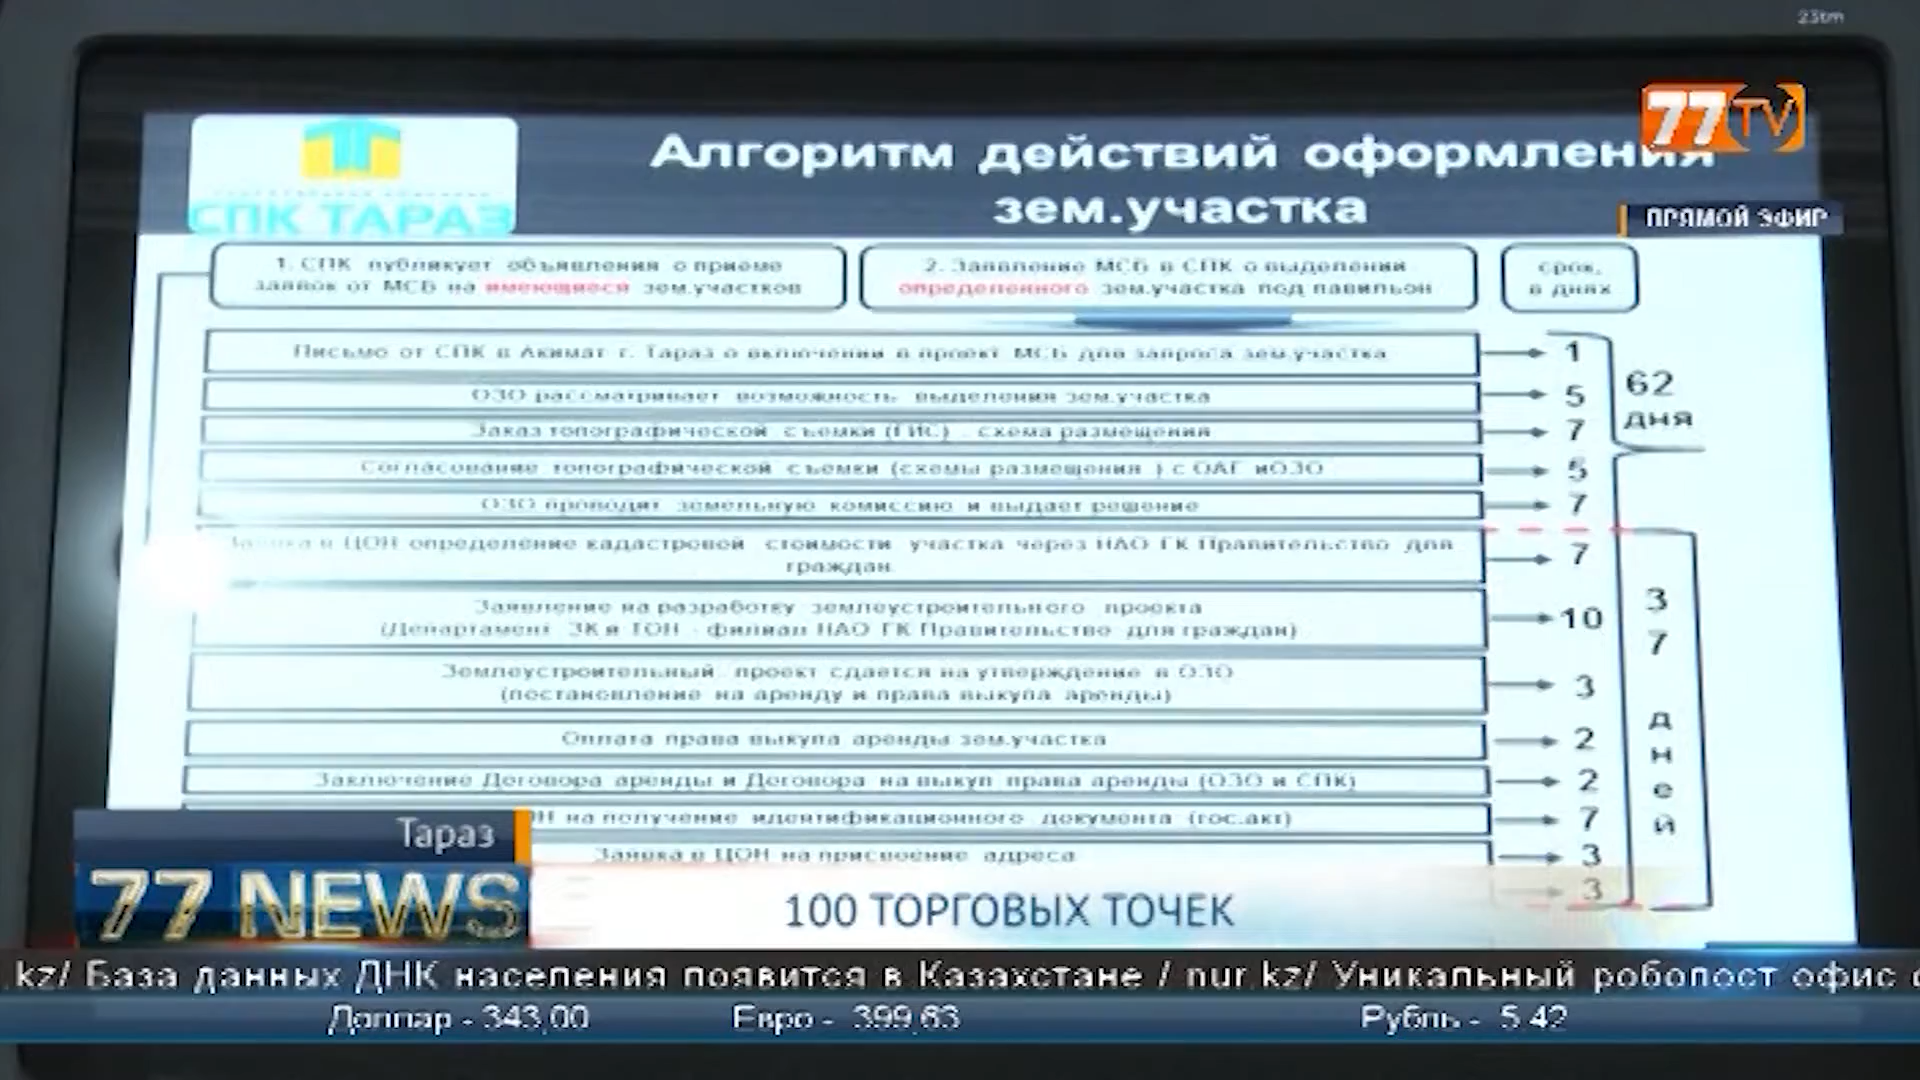 23tm
77TV
Алгоритм действий оформления
зем.участка
СПК ТАРАЗ
ПРЯМОЙ ЭФИР
1. СПК публикует объявления о приеме
заявок от МСБ на имеющиеся зем.участков
2. Заявление МСБ в СПК о выделении
определенного зем.участка под павильон
срок,
в днях
Письмо от СПК в Акимат г. Тараз о включении в проект МСБ для запроса зем.участка
1
ОЗО рассматривает возможность выделения зем.участка
5
Заказ топографической съемки (ГИС) схема размещения
7
62
дня
Согласование топографической съемки (схемы размещения ) с ОАГ иОЗО
5
ОЗО проводит земельную комиссию и выдает решение
7
Заявка в ЦОН определение кадастровой стоимости участка через НАО ГК Правительство для
граждан
7
Заявление на разработку землеустроительного проекта
(Департамент ЗК и ТОН - филиал НАО ГК Правительство для граждан)
10
Землеустроительный проект сдается на утверждение в ОЗО
(постановление на аренду и права выкупа аренды)
3
37 дней
Оплата права выкупа аренды зем.участка
2
Заключение Договора аренды и Договора на выкуп права аренды (ОЗО и СПК)
2
ОН на получение идентификационного документа (гос.акт)
7
Заявка в ЦОН на присвоение адреса
3
3
Тараз
77 NEWS
100 ТОРГОВЫХ ТОЧЕК
.kz/ База данных ДНК населения появится в Казахстане / nur.kz/ Уникальный робопост офис
Доллар - 343,00 Евро - 399,63 Рубль - 5,42